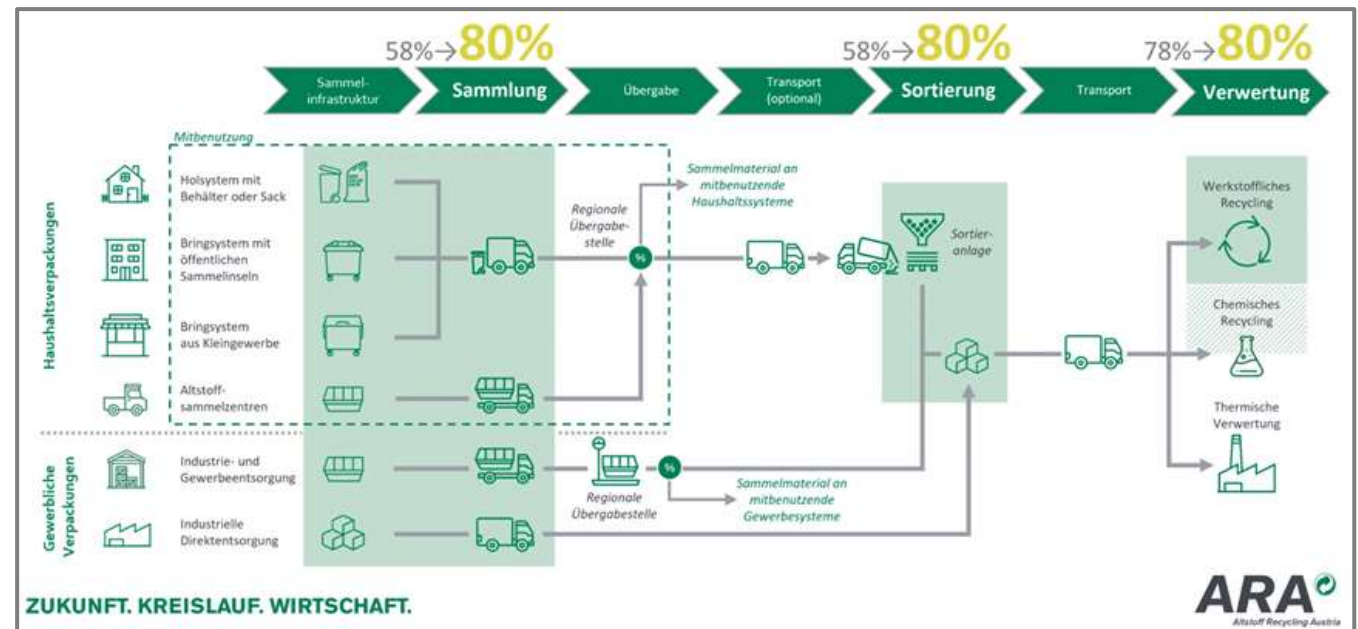 58%→80%
58%→80%
78%→80%
Sammel-
infrastruktur
Sammlung
Übergabe
Transport
(optional)
Sortierung
Transport
Verwertung
Mitbenutzung
Haushaltsverpackungen
Holsystem mit
Behälter oder Sack
Bringsystem mit
öffentlichen
Sammelinseln
Bringsystem
aus Kleingewerbe
Altstoff-
sammelzentren
Regionale
Übergabe-
stelle
%
Sammelmaterial an
mitbenutzende
Haushaltssysteme
Sortier-
anlage
Werkstoffliches
Recycling
Chemisches
Recycling
Thermische
Verwertung
Gewerbliche
Verpackungen
Industrie- und
Gewerbeentsorgung
Industrielle
Direktentsorgung
Regionale
Übergabestelle
%
Sammelmaterial an
mitbenutzende
Gewerbesysteme
ZUKUNFT. KREISLAUF. WIRTSCHAFT.
ARA
Altstoff Recycling Austria